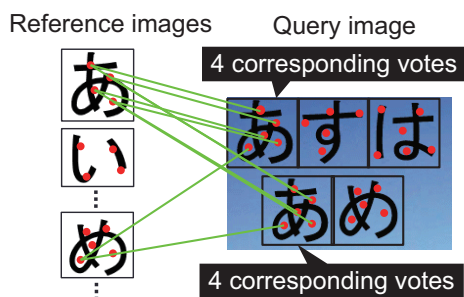 Reference images
Query image
4 corresponding votes
あ
い
め
あすは
あめ
4 corresponding votes